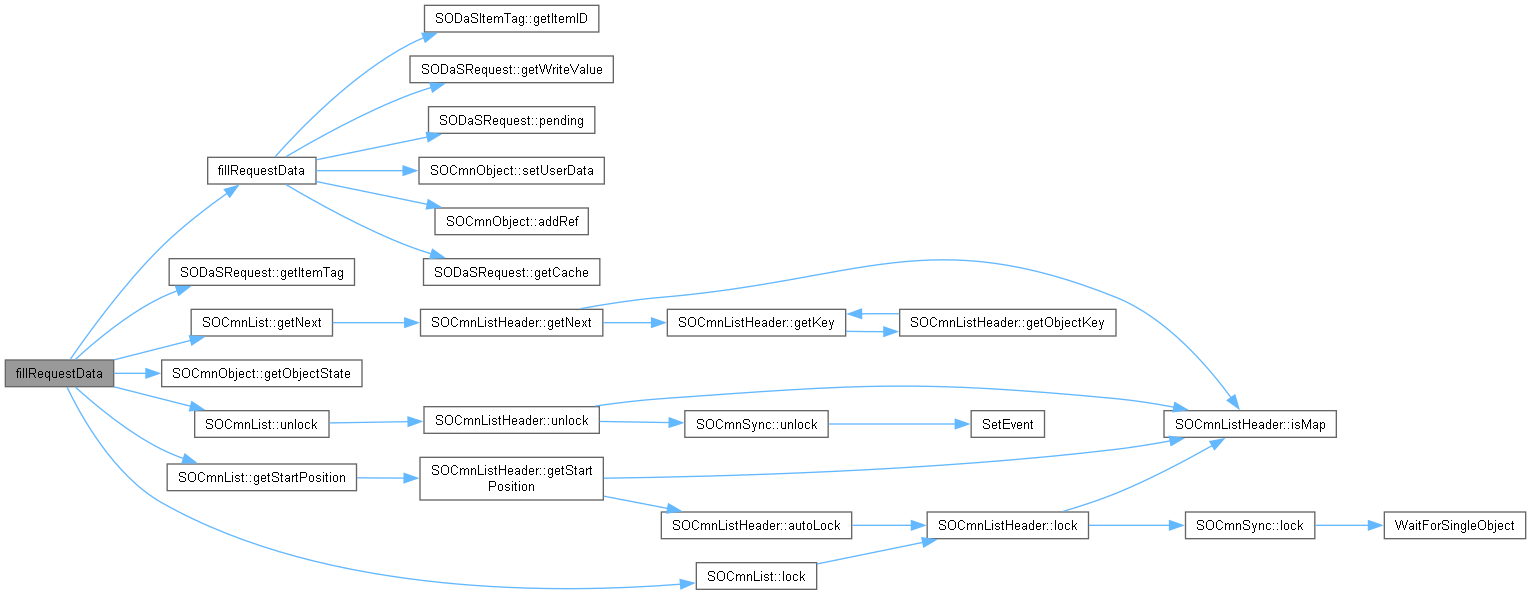 SODaSItemTag::getItemID
SODaSRequest::getWriteValue
SODaSRequest::pending
fillRequestData
SOCmnObject::setUserData
SOCmnObject::addRef
SODaSRequest::getItemTag
SODaSRequest::getCache
SOCmnList::getNext
SOCmnListHeader::getNext
SOCmnListHeader::getKey
SOCmnListHeader::getObjectKey
fillRequestData
SOCmnObject::getObjectState
SOCmnList::unlock
SOCmnListHeader::unlock
SOCmnSync::unlock
SetEvent
SOCmnListHeader::isMap
SOCmnList::getStartPosition
SOCmnListHeader::getStart
Position
SOCmnListHeader::autoLock
SOCmnListHeader::lock
SOCmnSync::lock
WaitForSingleObject
SOCmnList::lock